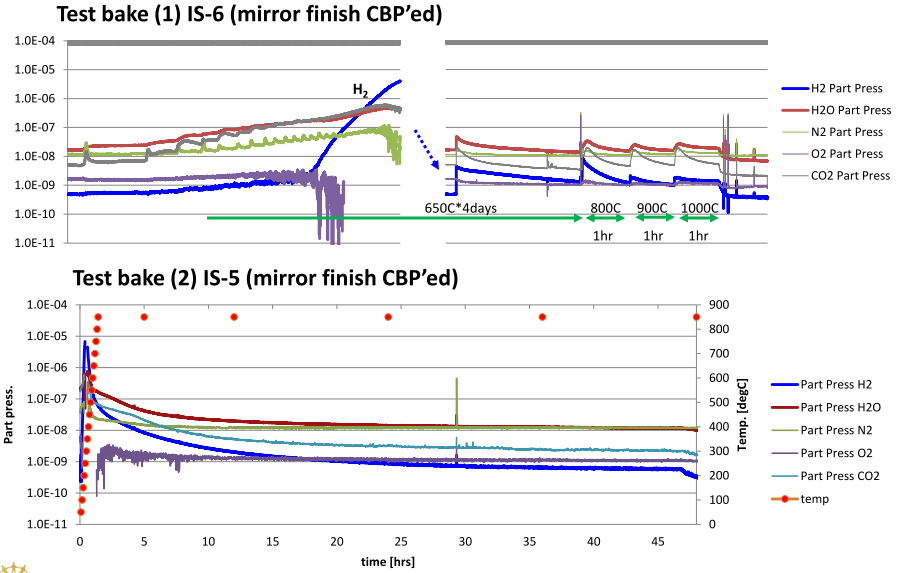 Test bake (1) IS-6 (mirror finish CBP'ed)
1.0E-04
1.0E-05
1.0E-06
1.0E-07
1.0E-08
1.0E-09
1.0E-10
1.0E-11
H2
650C*4days
800C
900C
1000C
1hr
1hr
1hr
H2 Part Press
H2O Part Press
N2 Part Press
O2 Part Press
CO2 Part Press
Test bake (2) IS-5 (mirror finish CBP'ed)
Part press.
1.0E-04
1.0E-05
1.0E-06
1.0E-07
1.0E-08
1.0E-09
1.0E-10
1.0E-11
0
5
10
15
20
25
30
35
40
45
time [hrs]
900
800
700
600
500
400
300
200
100
0
Temp. [degC]
Part Press H2
Part Press H2O
Part Press N2
Part Press O2
Part Press CO2
temp